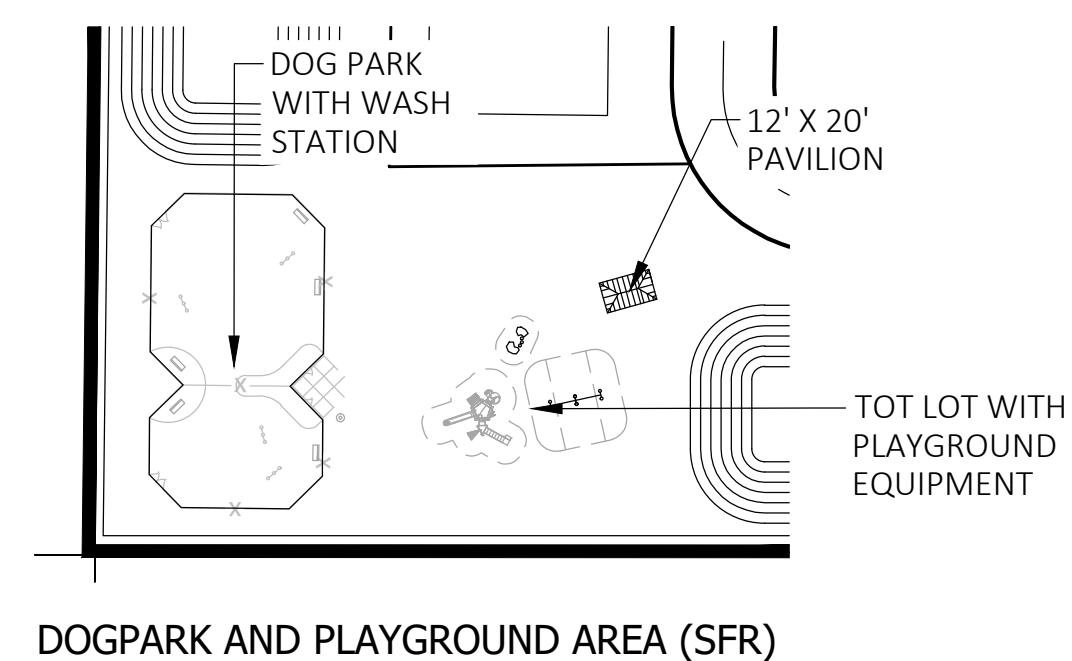 DOG PARK
WITH WASH
STATION
12' X 20'
PAVILION
TOT LOT WITH
PLAYGROUND
EQUIPMENT
DOGPARK AND PLAYGROUND AREA (SFR)